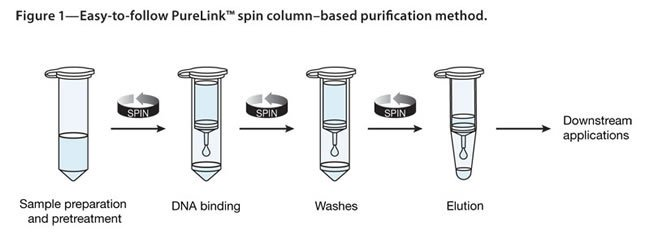 Figure 1—Easy-to-follow PureLink™ spin column–based purification method.
SPIN
SPIN
SPIN
Downstream
applications
Sample preparation
and pretreatment
DNA binding
Washes
Elution